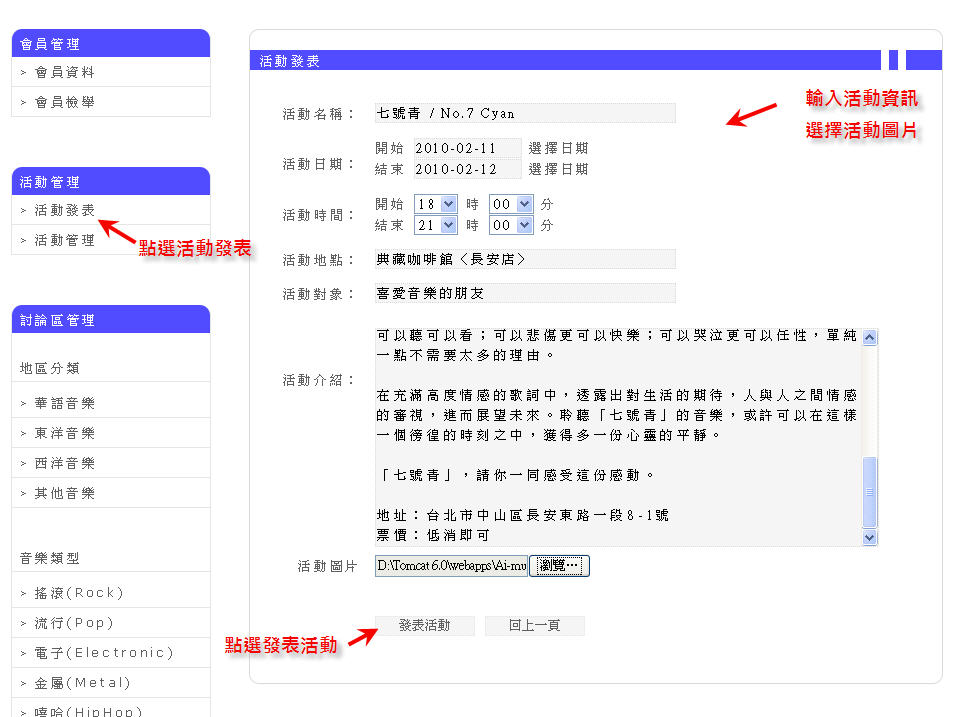 會員管理
> 會員資料
> 會員檢舉
活動管理
> 活動發表
> 活動管理
點選活動發表
討論區管理
地區分類
> 華語音樂
> 東洋音樂
> 西洋音樂
> 其他音樂
音樂類型
> 搖滾(Rock)
> 流行(Pop)
> 電子(Electronic)
> 金屬(Metal)
> 嘻哈(HipHop)
活動發表
輸入活動資訊
選擇活動圖片
活動名稱： 七號青 / No.7 Cyan
活動日期：
開始 2010-02-11 選擇日期
結束 2010-02-12 選擇日期
活動時間：
開始 18 時 00 分
結束 21 時 00 分
活動地點： 典藏咖啡館〈長安店〉
活動對象： 喜愛音樂的朋友
活動介紹：
可以聽可以看；可以悲傷更可以快樂；可以哭泣更可以任性，單純
一點不需要太多的理由。
在充滿高度情感的歌詞中，透露出對生活的期待，人與人之間情感
的審視，進而展望未來。聆聽「七號青」的音樂，或許可以在這樣
一個徬徨的時刻之中，獲得多一份心靈的平靜。
「七號青」，請你一同感受這份感動。
地址：台北市中山區長安東路一段8-1號
票價：低消即可
活動圖片 D:\Tomcat 6.0\webapps\Ai-mu 瀏覽…
點選發表活動
發表活動 回上一頁